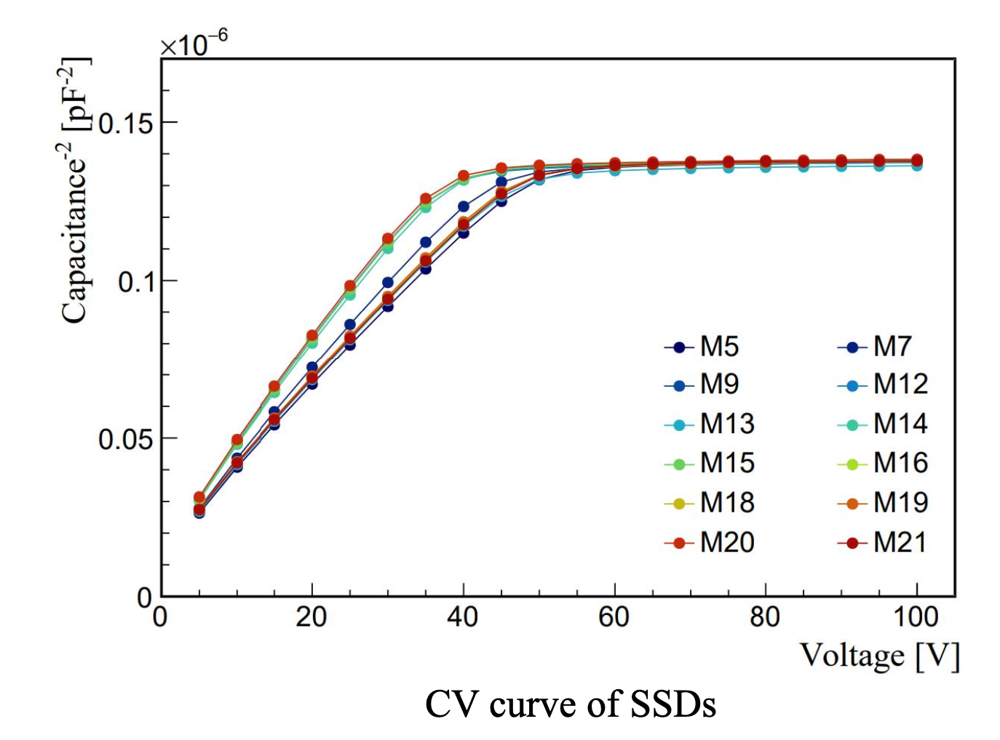 ×10⁻⁶
Capacitance⁻² [pF⁻²]
0.15
0.1
0.05
0
M5 M7
M9 M12
M13 M14
M15 M16
M18 M19
M20 M21
0 20 40 60 80 100
Voltage [V]
CV curve of SSDs